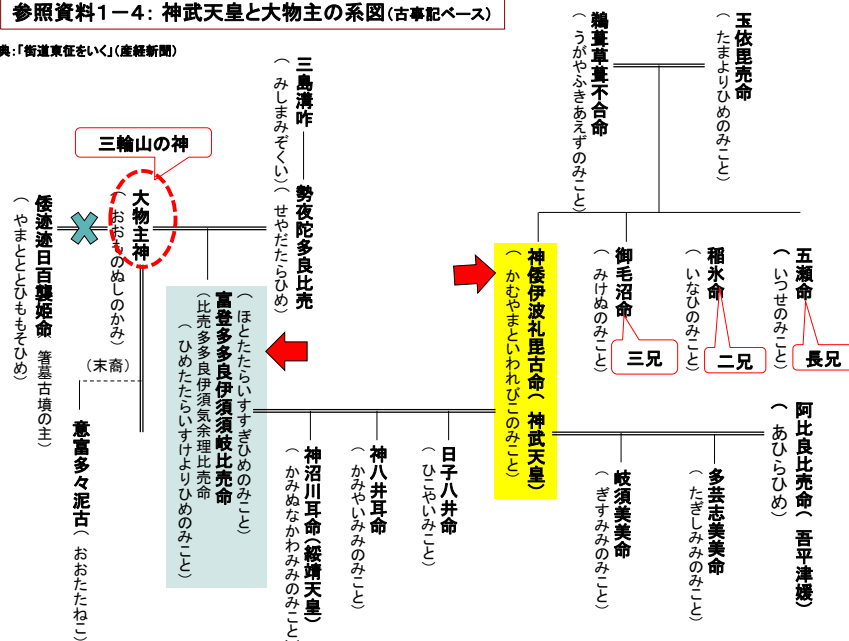 参照資料1－4: 神武天皇と大物主の系図(古事記ベース)
典:「街道東征をいく」(産経新聞)
玉依毘売命
(たまよりひめのみこと)
鵜葺草葺不合命
(うがやふきあえずのみこと)
五瀬命
(いつせのみこと)
長兄
稲氷命
(いなひのみこと)
二兄
御毛沼命
(みけぬのみこと)
三兄
神倭伊波礼毘古命( 神武天皇)
(かむやまといわれびこのみこと)
阿比良比売命( 吾平津媛)
(あひらひめ)
多芸志美美命
(たぎしみみのみこと)
岐須美美命
(ぎすみみのみこと)
日子八井命
(ひこやいみこと)
神八井耳命
(かみやいみみのみこと)
神沼川耳命(綏靖天皇)
(かみぬなかわみみのみこと)
三島溝咋
(みしまみぞくい)
勢夜陀多良比売
(せやだたらひめ)
(ほとたたらいすすぎひめのみこと)
富登多多良伊須須岐比売命
(比売多多良伊須気余理比売命
(ひめたたらいすけよりひめのみこと)
三輪山の神
大物主神
(おおものぬしのかみ)
(末裔)
意富多々泥古( おおたたねこ)
倭迹迹日百襲姫命( 箸墓古墳の主)
(やまとととひももそひめ)